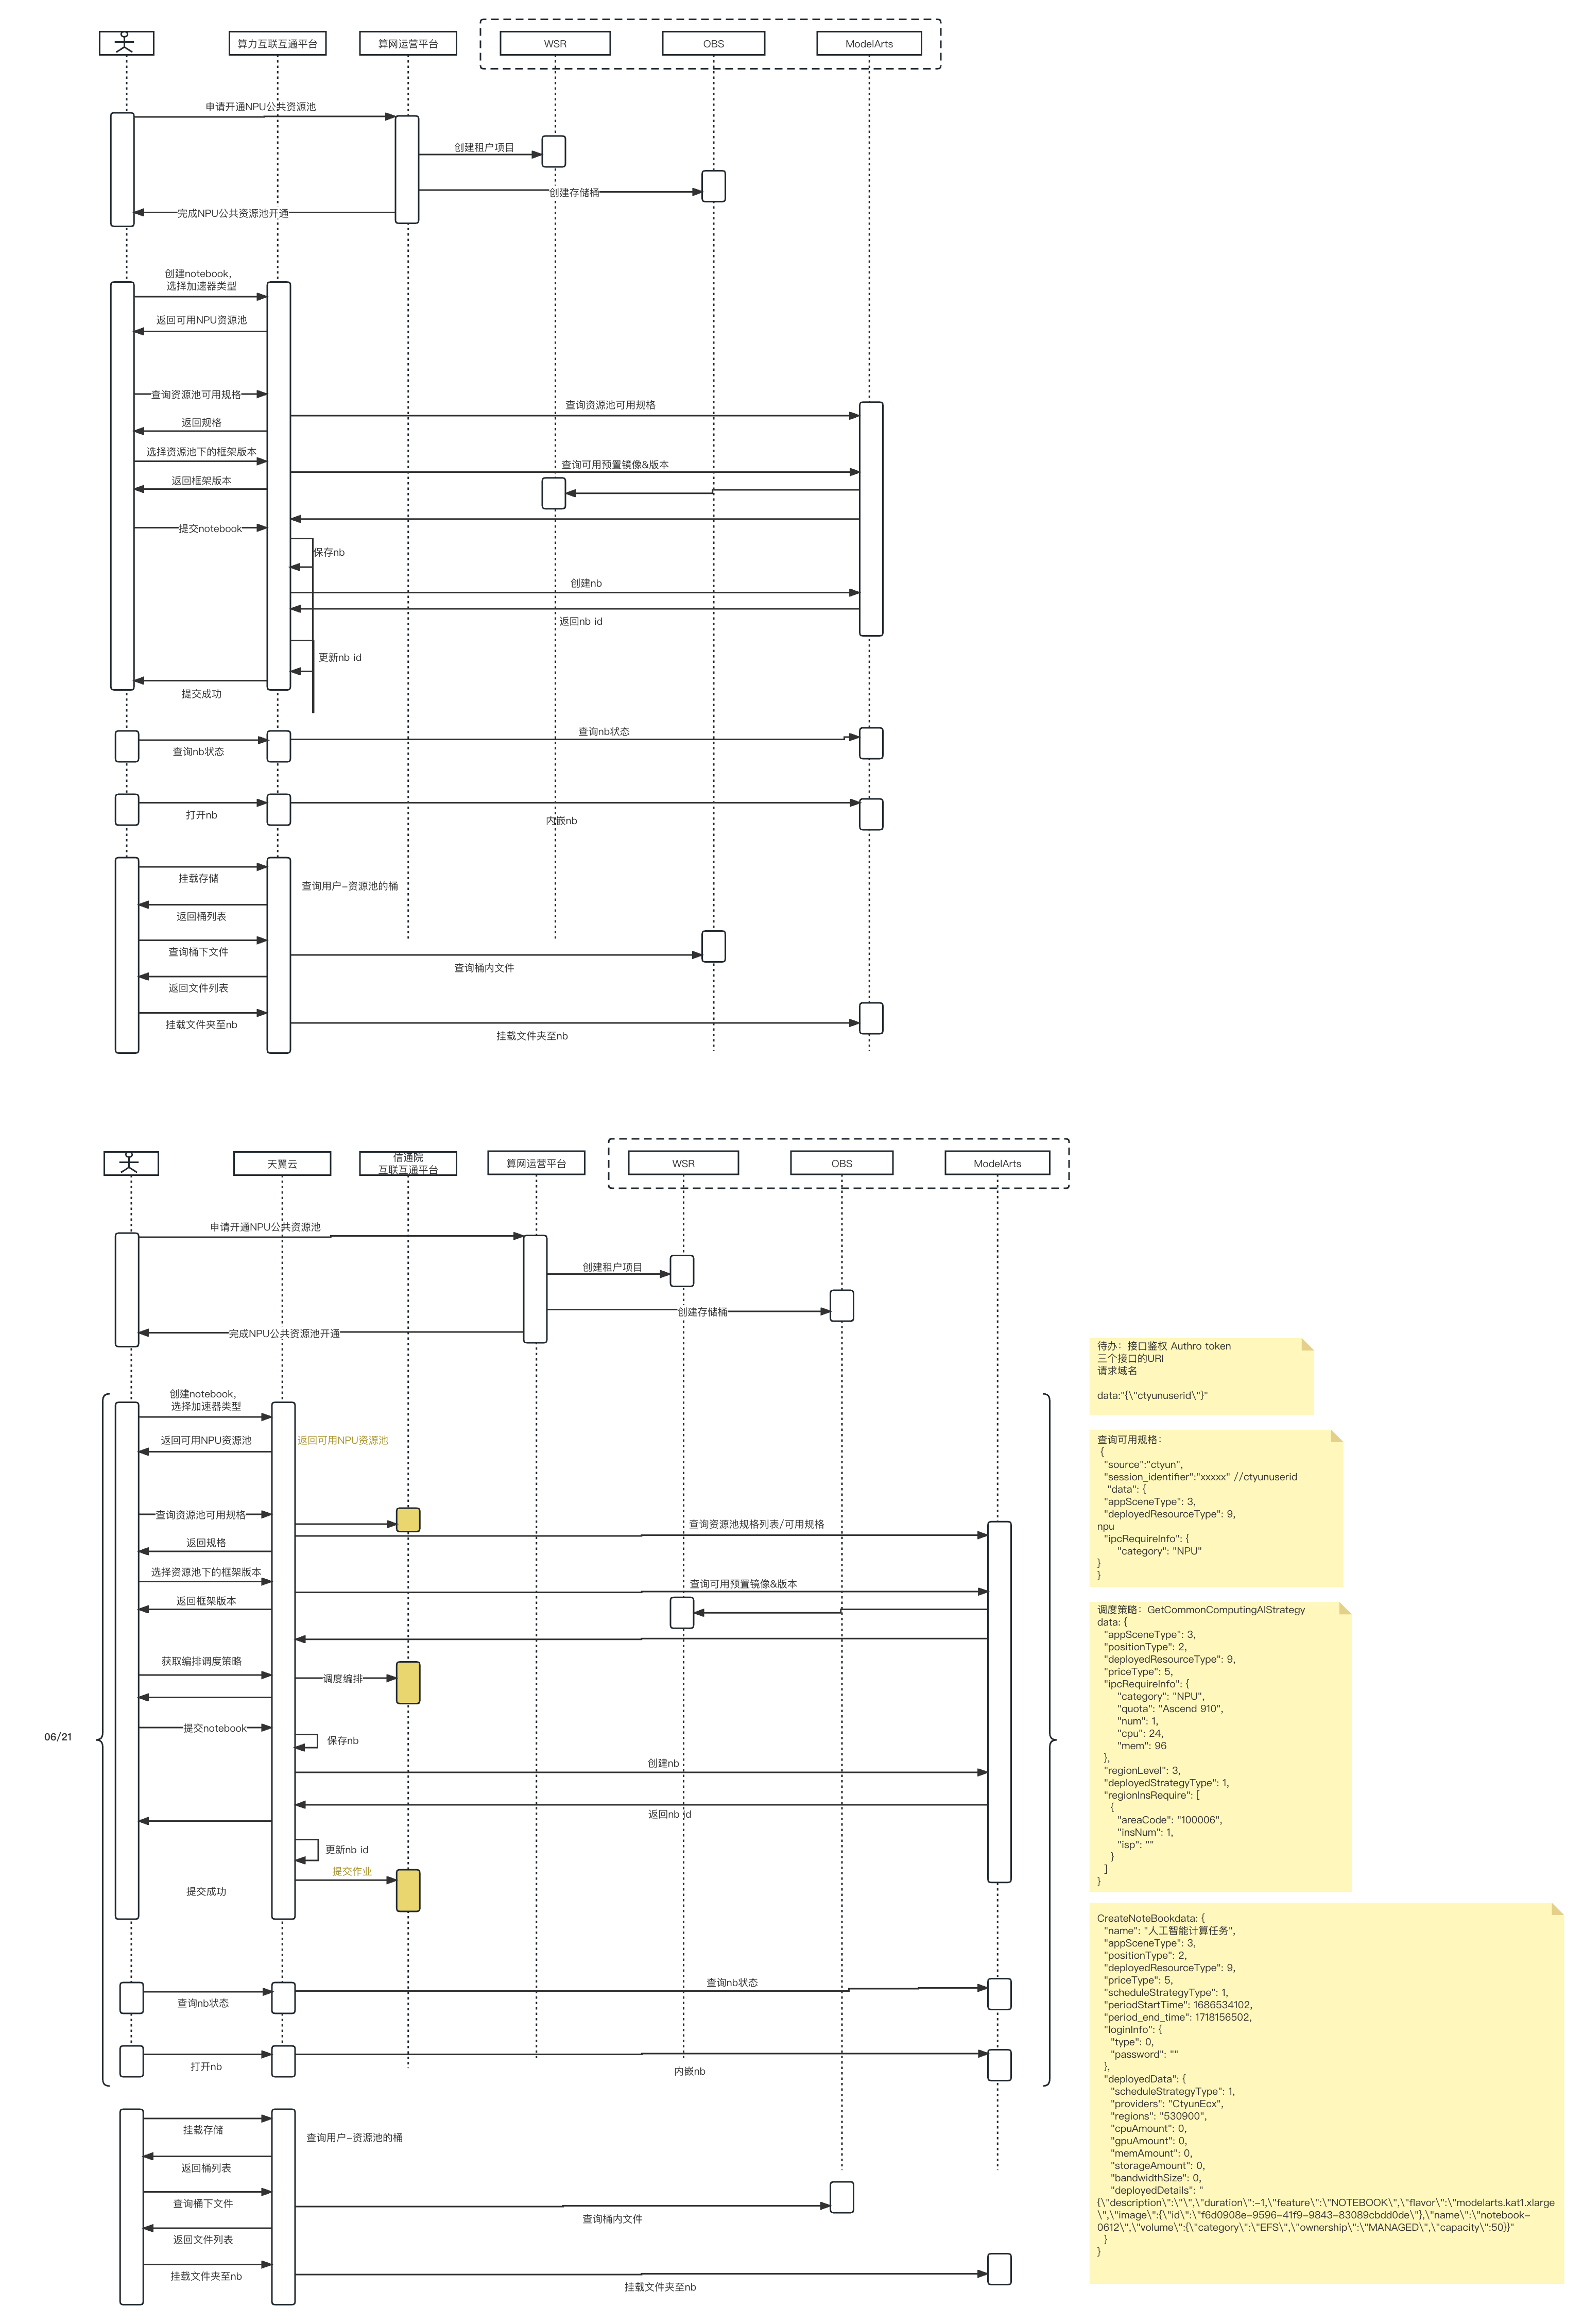 算力互联互通平台
算网运营平台
WSR
OBS
ModelArts
申请开通NPU公共资源池
创建租户项目
创建存储桶
完成NPU公共资源池开通
创建notebook,
选择加速器类型
返回可用NPU资源池
查询资源池可用规格
查询资源池可用规格
返回规格
选择资源池下的框架版本
查询可用预置镜像&版本
返回框架版本
提交notebook
保存nb
创建nb
返回nb id
更新nb id
提交成功
查询nb状态
查询nb状态
打开nb
内嵌nb
挂载存储
查询用户-资源池的桶
返回桶列表
查询桶下文件
查询桶内文件
返回文件列表
挂载文件夹至nb
挂载文件夹至nb
天翼云
信通院
互联互通平台
算网运营平台
WSR
OBS
ModelArts
申请开通NPU公共资源池
创建租户项目
创建存储桶
完成NPU公共资源池开通
创建notebook,
选择加速器类型
返回可用NPU资源池
返回可用NPU资源池
查询资源池可用规格
查询资源池规格列表/可用规格
返回规格
选择资源池下的框架版本
查询可用预置镜像&版本
返回框架版本
获取编排调度策略
调度编排
06/21
提交notebook
保存nb
创建nb
返回nb id
更新nb id
提交作业
提交成功
查询nb状态
查询nb状态
打开nb
内嵌nb
挂载存储
查询用户-资源池的桶
返回桶列表
查询桶下文件
查询桶内文件
返回文件列表
挂载文件夹至nb
挂载文件夹至nb
待办：接口鉴权 Authro token
三个接口的URI
请求域名
data:"{\"ctyunuserid\"}"
查询可用规格：
{
"source":"ctyun",
"session_identifier":"xxxxx" //ctyunuserid
"data": {
"appSceneType": 3,
"deployedResourceType": 9,
npu
"ipcRequireInfo": {
"category": "NPU"
}
}
调度策略：GetCommonComputingAIStrategy
data: {
"appSceneType": 3,
"positionType": 2,
"deployedResourceType": 9,
"priceType": 5,
"ipcRequireInfo": {
"category": "NPU",
"quota": "Ascend 910",
"num": 1,
"cpu": 24,
"mem": 96
},
"regionLevel": 3,
"deployedStrategyType": 1,
"regionInsRequire": [
{
"areaCode": "100006",
"insNum": 1,
"isp": ""
}
]
}
CreateNoteBookdata: {
"name": "人工智能计算任务",
"appSceneType": 3,
"positionType": 2,
"deployedResourceType": 9,
"priceType": 5,
"scheduleStrategyType": 1,
"periodStartTime": 1686534102,
"period_end_time": 1718156502,
"loginInfo": {
"type": 0,
"password": ""
},
"deployedData": {
"scheduleStrategyType": 1,
"providers": "CtyunEcx",
"regions": "530900",
"cpuAmount": 0,
"gpuAmount": 0,
"memAmount": 0,
"storageAmount": 0,
"bandwidthSize": 0,
"deployedDetails": "
{\"description\":\"\",\"duration\":-1,\"feature\":\"NOTEBOOK\",\"flavor\":\"modelarts.kat1.xlarge
\",\"image\":{\"id\":\"f6d0908e-9596-41f9-9843-83089cbdd0de\"},\"name\":\"notebook-
0612\",\"volume\":{\"category\":\"EFS\",\"ownership\":\"MANAGED\",\"capacity\":50}}"
}
}